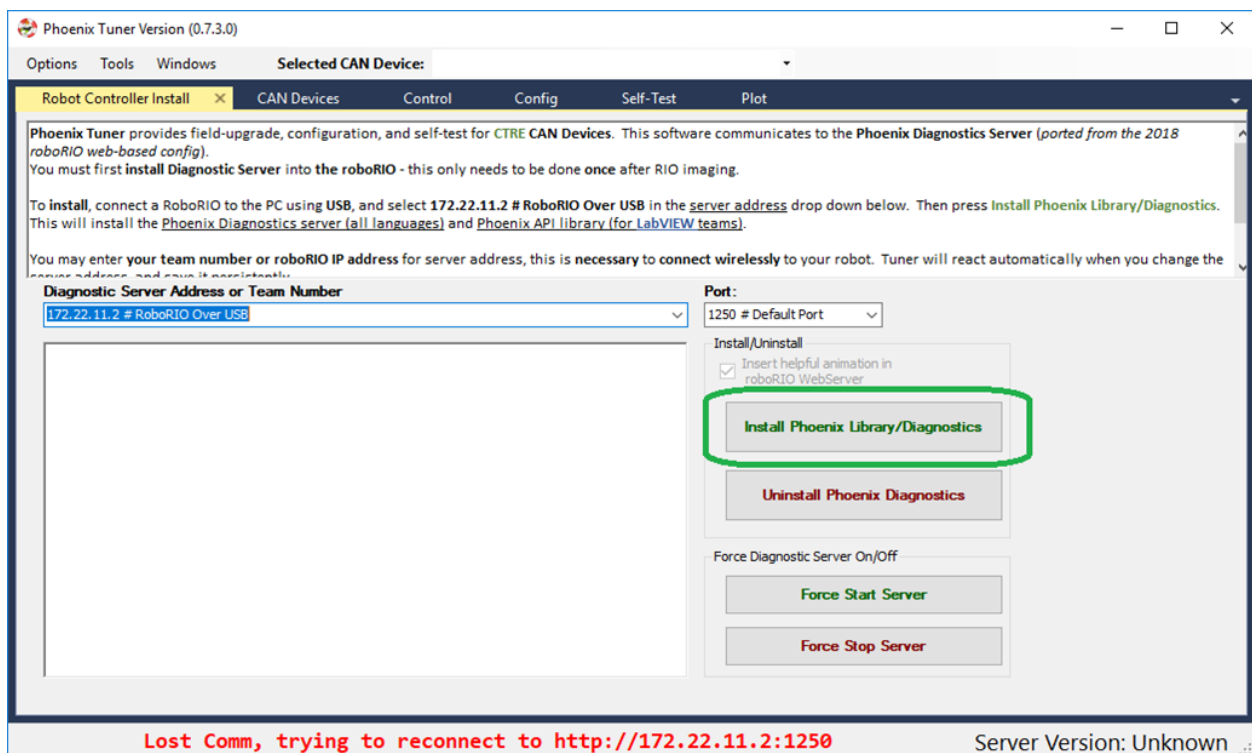 Phoenix Tuner Version (0.7.3.0)
Options Tools Windows Selected CAN Device:
Robot Controller Install CAN Devices Control Config Self-Test Plot
Phoenix Tuner provides field-upgrade, configuration, and self-test for CTRE CAN Devices. This software communicates to the Phoenix Diagnostics Server (ported from the 2018
roboRIO web-based config).
You must first install Diagnostic Server into the roboRIO - this only needs to be done once after RIO imaging.
To install, connect a RoboRIO to the PC using USB, and select 172.22.11.2 # RoboRIO Over USB in the server address drop down below. Then press Install Phoenix Library/Diagnostics.
This will install the Phoenix Diagnostics server (all languages) and Phoenix API library (for LabVIEW teams).
You may enter your team number or roboRIO IP address for server address, this is necessary to connect wirelessly to your robot. Tuner will react automatically when you change the
server address, and save it persistently.
Diagnostic Server Address or Team Number
172.22.11.2 # RoboRIO Over USB
Port:
1250 # Default Port
Install/Uninstall
Insert helpful animation in
roboRIO WebServer
Install Phoenix Library/Diagnostics
Uninstall Phoenix Diagnostics
Force Diagnostic Server On/Off
Force Start Server
Force Stop Server
Lost Comm, trying to reconnect to http://172.22.11.2:1250 Server Version: Unknown